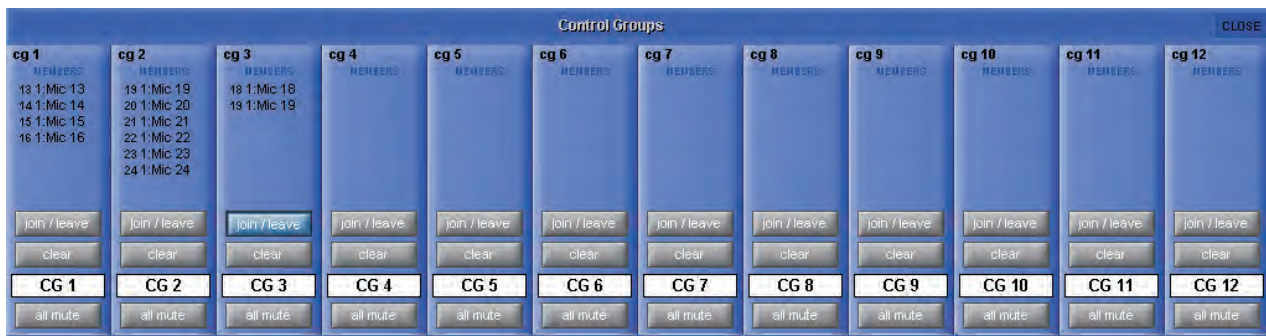 Control Groups
CLOSE
cg 1
MEMBERS
13 1:Mic 13
14 1:Mic 14
15 1:Mic 15
16 1:Mic 16
join / leave
clear
CG 1
all mute
cg 2
MEMBERS
19 1:Mic 19
20 1:Mic 20
21 1:Mic 21
22 1:Mic 22
23 1:Mic 23
24 1:Mic 24
join / leave
clear
CG 2
all mute
cg 3
MEMBERS
18 1:Mic 18
19 1:Mic 19
join / leave
clear
CG 3
all mute
cg 4
MEMBERS
join / leave
clear
CG 4
all mute
cg 5
MEMBERS
join / leave
clear
CG 5
all mute
cg 6
MEMBERS
join / leave
clear
CG 6
all mute
cg 7
MEMBERS
join / leave
clear
CG 7
all mute
cg 8
MEMBERS
join / leave
clear
CG 8
all mute
cg 9
MEMBERS
join / leave
clear
CG 9
all mute
cg 10
MEMBERS
join / leave
clear
CG 10
all mute
cg 11
MEMBERS
join / leave
clear
CG 11
all mute
cg 12
MEMBERS
join / leave
clear
CG 12
all mute